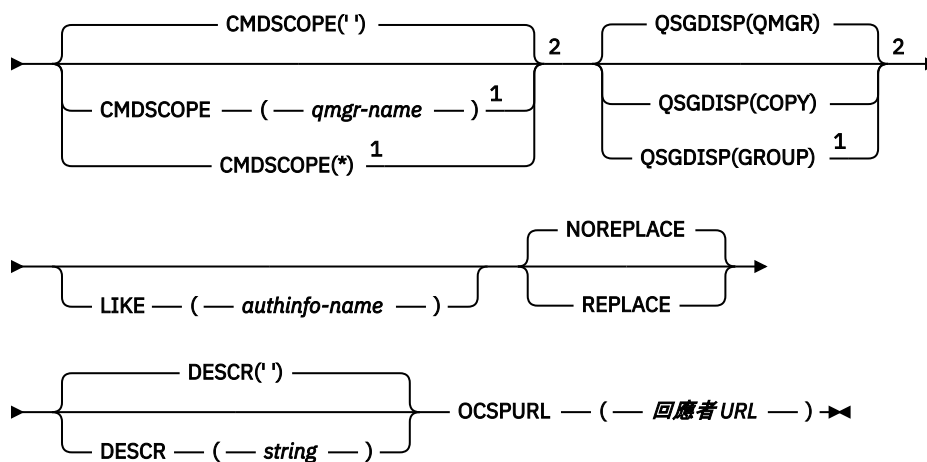 CMDSCOPE(' ')
2
CMDSCOPE ( qmgr-name ) 1
CMDSCOPE(*) 1
QSGDISP(QMGR)
2
QSGDISP(COPY)
QSGDISP(GROUP) 1
LIKE ( authinfo-name )
NOREPLACE
REPLACE
DESCR(' ')
DESCR ( string )
OCSPURL ( 回應者 URL )